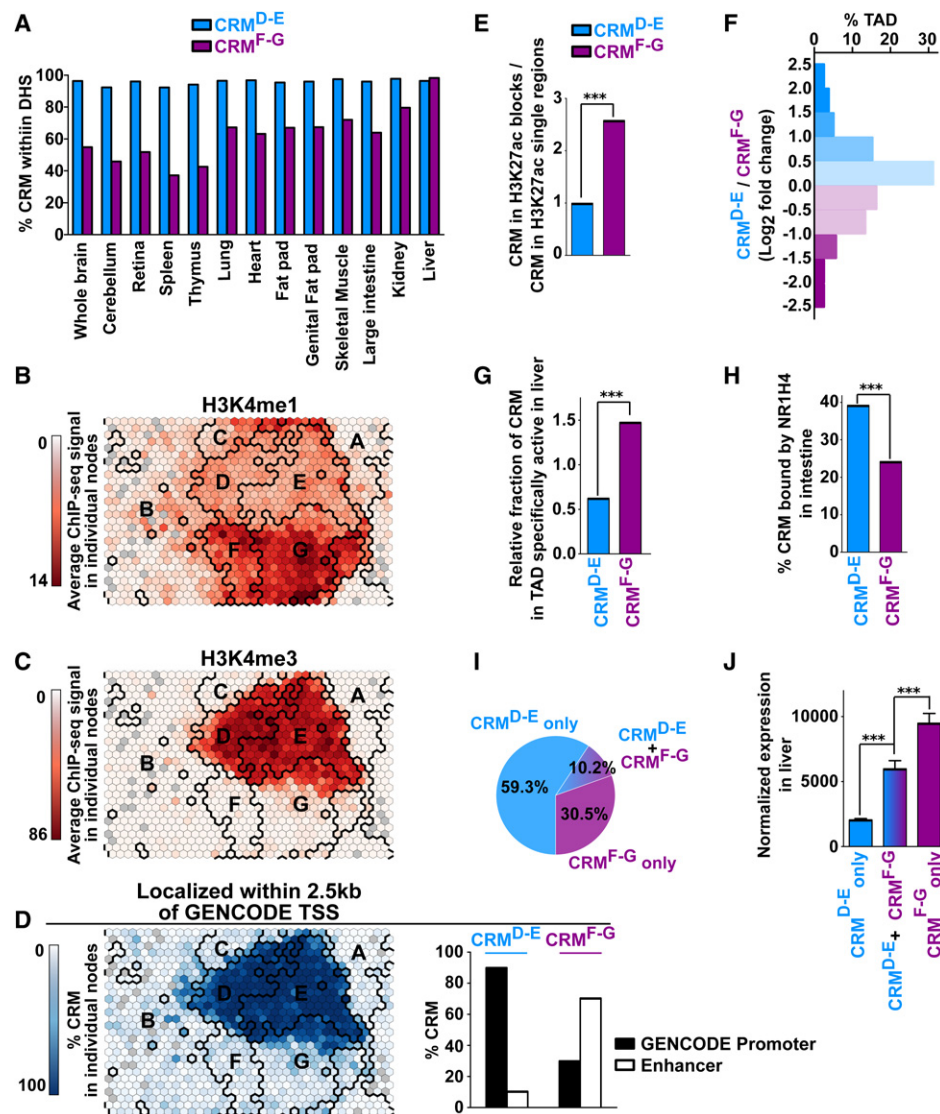 A
CRM^D-E
CRM^F-G
% CRM withiin DHS
100
80
60
40
20
0
Whole brain
Cerebellum
Retina
Spleen
Thymus
Lung
Heart
Fat pad
Genital Fat pad
Skeletal Muscle
Large intestine
Kidney
Liver
E
CRM^D-E
CRM^F-G
CRM in H3K27ac blocks /
CRM in H3K27ac single regions
3
2
1
0
***
F
% TAD
0 10 20 30
CRM^D-E / CRM^F-G
(Log2 fold change)
2.5
2.0
1.5
1.0
0.5
0.0
-0.5
-1.0
-1.5
-2.0
-2.5
B
H3K4me1
0
14
Average ChIP-seq signal
in individual nodes
C
A
D
E
B
F
G
G
Relative fraction of CRM
in TAD specifically active in liver
1.5
1.0
0.5
0.0
***
CRM^D-E
CRM^F-G
H
% CRM bound by NR1H4
in intestine
40
30
20
10
0
***
CRM^D-E
CRM^F-G
C
H3K4me3
0
86
Average ChIP-seq signal
in individual nodes
C
A
D
E
B
F
G
I
CRM^D-E only
59.3%
CRM^D-E
+
CRM^F-G
10.2%
30.5%
CRM^F-G only
J
Normalized expression
in liver
10000
5000
0
***
***
CRM^D-E only
CRM^D-E + CRM^F-G
CRM^F-G only
D
Localized within 2.5kb
of GENCODE TSS
0
100
% CRM
in individual nodes
C
A
D
E
B
F
G
CRM^D-E
CRM^F-G
% CRM
100
80
60
40
20
0
GENCODE Promoter
Enhancer